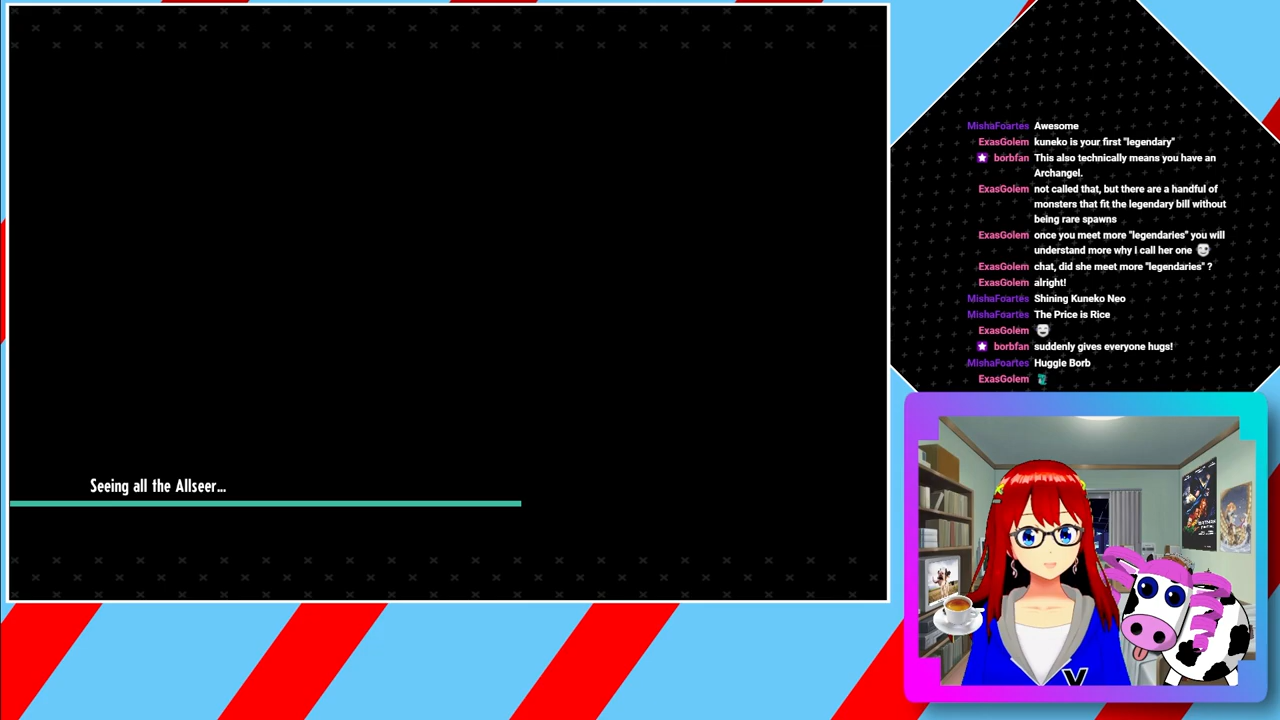 MishaFoartes Awesome
ExasGolem kuneko is your first "legendary"
borbfan This also technically means you have an
Archangel.
ExasGolem not called that, but there are a handful of
monsters that fit the legendary bill without
being rare spawns
ExasGolem once you meet more "legendaries" you will
understand more why i call her one
ExasGolem chat, did she meet more "legendaries" ?
ExasGolem alright!
MishaFoartes Shining Kuneko Neo
MishaFoartes The Price is Rice
ExasGolem
borbfan suddenly gives everyone hugs!
MishaFoartes Huggle Borb
ExasGolem
Seeing all the Allseer...
V